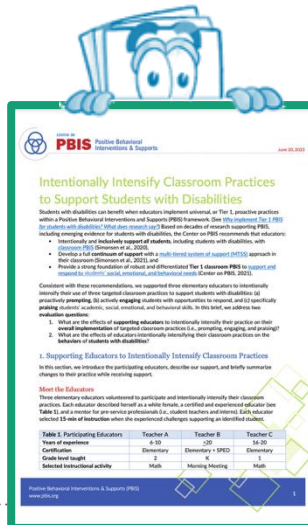 CENTER ON
PBIS Positive Behavioral
Interventions & Supports
June 10, 2023
Intentionally Intensify Classroom Practices
to Support Students with Disabilities
Students with disabilities can benefit when educators implement universal, or Tier 1, proactive practices
within a Positive Behavioral Interventions and Supports (PBIS) framework. (See Why implement Tier 1 PBIS
for students with disabilities? What does research say?) Based on decades of research supporting PBIS,
including emerging evidence for students with disabilities, the Center on PBIS recommends that educators:
• Intentionally and inclusively support all students, including students with disabilities, with
classroom PBIS (Simonsen et al., 2020),
• Develop a full continuum of support with a multi-tiered system of support (MTSS) approach in
their classroom (Simonsen et al., 2021), and
• Provide a strong foundation of robust and differentiated Tier 1 classroom PBIS to support and
respond to students' social, emotional, and behavioral needs (Center on PBIS, 2021).
Consistent with these recommendations, we supported three elementary educators to intentionally
intensify their use of three targeted classroom practices to support students with disabilities: (a)
proactively prompting, (b) actively engaging students with opportunities to respond, and (c) specifically
praising students' academic, social, emotional, and behavioral skills. In this brief, we address two
evaluation questions:
1. What are the effects of supporting educators to intentionally intensify their practice on their
overall implementation of targeted classroom practices (i.e., prompting, engaging, and praising)?
2. What are the effects of educators intentionally intensifying their classroom practices on the
behaviors of students with disabilities?
1. Supporting Educators to Intentionally Intensify Classroom Practices
In this section, we introduce the participating educators, describe our support, and briefly summarize
changes to their practice while receiving support.
Meet the Educators
Three elementary educators volunteered to participate and intentionally intensify their classroom
practices. Each educator described herself as a white female, a certified and experienced educator (see
Table 1), and a mentor for pre-service professionals (i.e., student teachers and interns). Each educator
selected 15-min of instruction when she experienced challenges supporting an identified student.
Table 1. Participating Educators Teacher A Teacher B Teacher C
Years of experience 6-10 >20 16-20
Certification Elementary Elementary + SPED Elementary
Grade level taught 2 K 1
Selected instructional activity Math Morning Meeting Math
Positive Behavioral Interventions & Supports (PBIS)
www.pbis.org
1